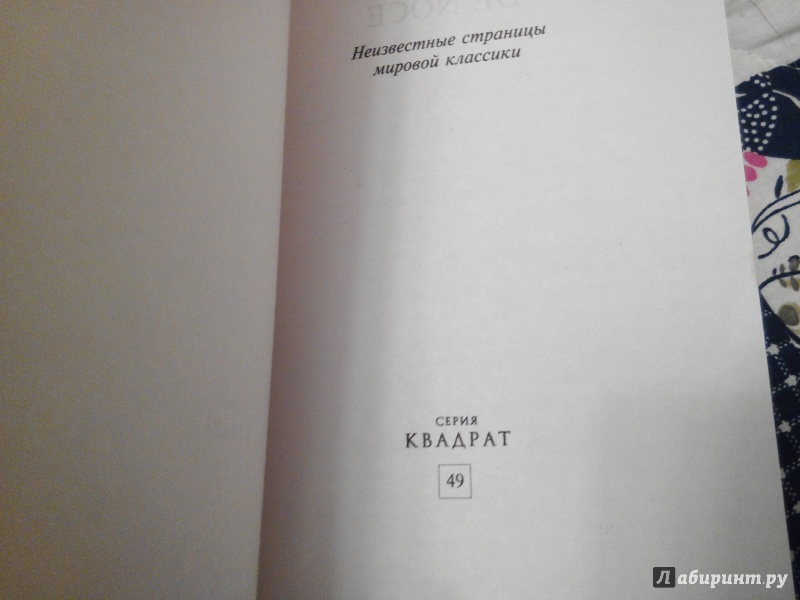 Неизвестные страницы
мировой классики
СЕРИЯ
КВАДРАТ
49
Лабиринт.ру